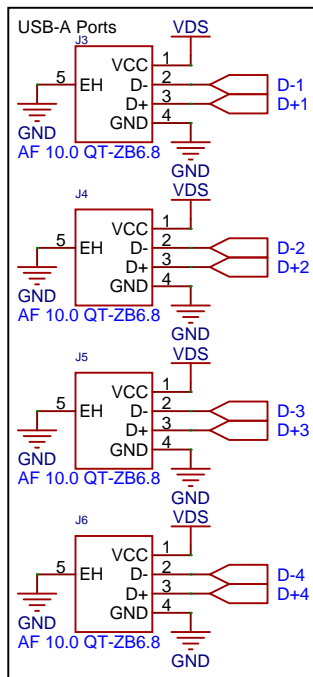 USB-A Ports
VDS
J3
VCC 1
5 EH D- 2 D-1
D+ 3 D+1
GND 4
GND
AF 10.0 QT-ZB6.8
GND
VDS
J4
VCC 1
5 EH D- 2 D-2
D+ 3 D+2
GND 4
GND
AF 10.0 QT-ZB6.8
GND
VDS
J5
VCC 1
5 EH D- 2 D-3
D+ 3 D+3
GND 4
GND
AF 10.0 QT-ZB6.8
GND
VDS
J6
VCC 1
5 EH D- 2 D-4
D+ 3 D+4
GND 4
GND
AF 10.0 QT-ZB6.8
GND